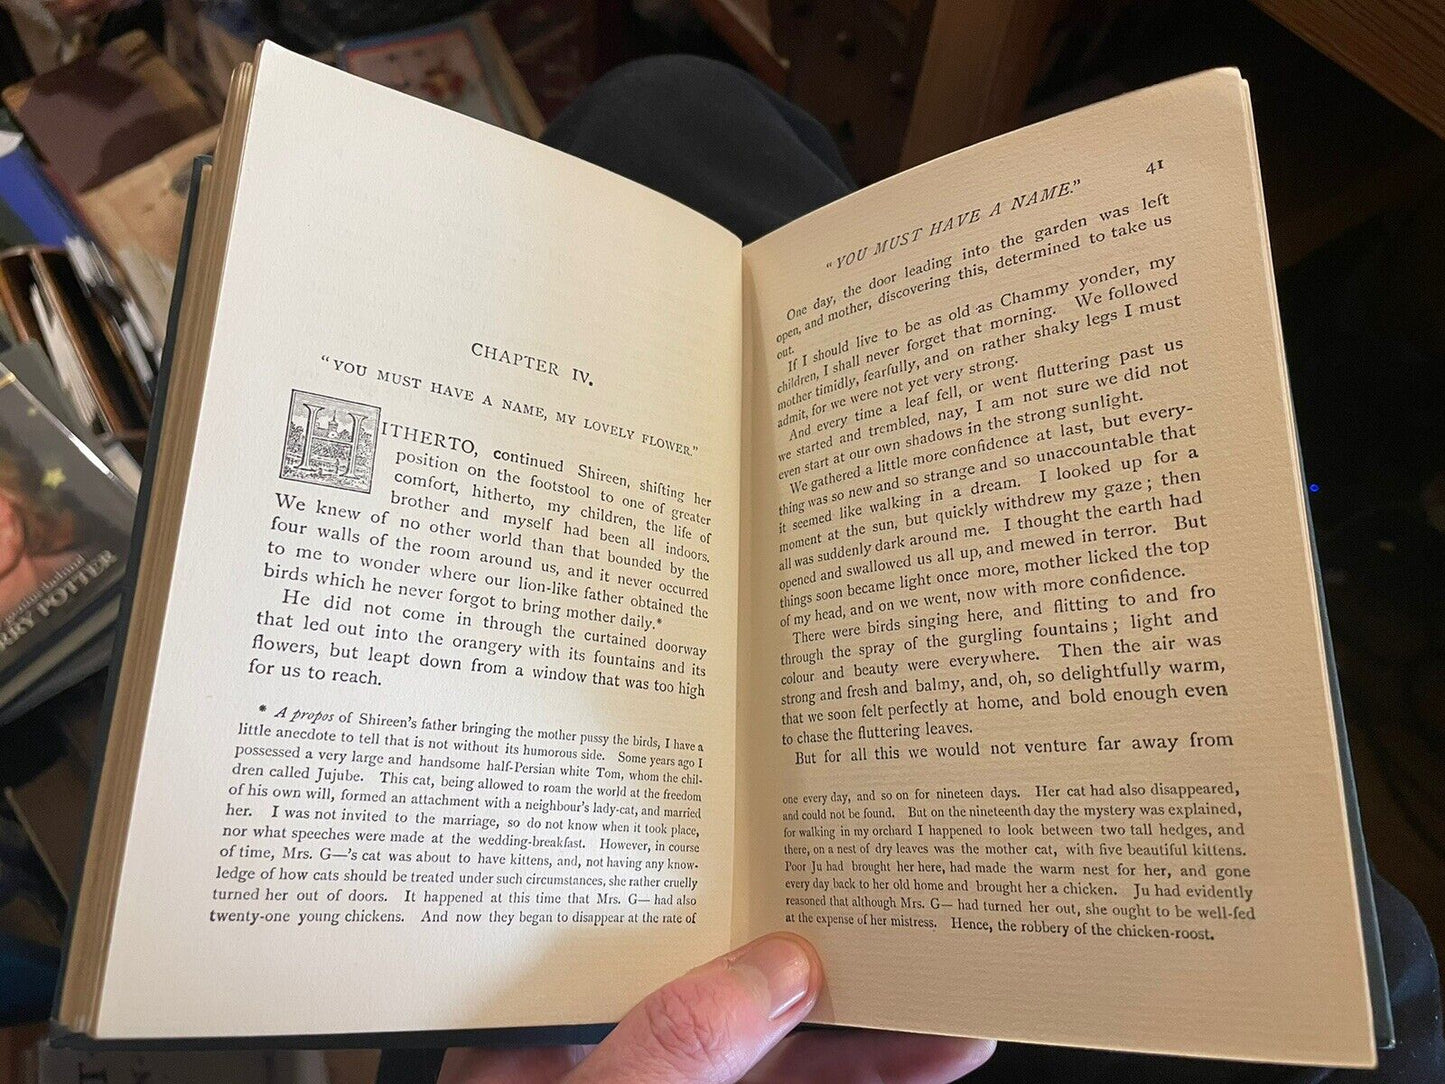 CHAPTER IV.
"YOU MUST HAVE A NAME, MY LOVELY FLOWER."
HITHERTO, continued Shireen, shifting her
position on the footstool to one of greater
comfort, hitherto, my children, the life of
brother and myself had been all indoors.
We knew of no other world than that bounded by the
four walls of the room around us, and it never occurred
to me to wonder where our lion-like father obtained the
birds which he never forgot to bring mother daily.*
He did not come in through the curtained doorway
that led out into the orangery with its fountains and its
flowers, but leapt down from a window that was too high
for us to reach.
* A propos of Shireen's father bringing the mother pussy the birds, I have a
little anecdote to tell that is not without its humorous side. Some years ago I
possessed a very large and handsome half-Persian white Tom, whom the chil-
dren called Jujube. This cat, being allowed to roam the world at the freedom
of his own will, formed an attachment with a neighbour's lady-cat, and married
her. I was not invited to the marriage, so do not know when it took place,
nor what speeches were made at the wedding-breakfast. However, in course
of time, Mrs. G—'s cat was about to have kittens, and, not having any know-
ledge of how cats should be treated under such circumstances, she rather cruelly
turned her out of doors. It happened at this time that Mrs. G— had also
twenty-one young chickens. And now they began to disappear at the rate of
"YOU MUST HAVE A NAME." 41
One day, the door leading into the garden was left
open, and mother, discovering this, determined to take us
out.
If I should live to be as old as Chammy yonder, my
children, I shall never forget that morning. We followed
mother timidly, fearfully, and on rather shaky legs I must
admit, for we were not yet very strong.
And every time a leaf fell, or went fluttering past us
we started and trembled, nay, I am not sure we did not
even start at our own shadows in the strong sunlight.
We gathered a little more confidence at last, but every-
thing was so new and so strange and so unaccountable that
it seemed like walking in a dream. I looked up for a
moment at the sun, but quickly withdrew my gaze; then
all was suddenly dark around me. I thought the earth had
opened and swallowed us all up, and mewed in terror. But
things soon became light once more, mother licked the top
of my head, and on we went, now with more confidence.
There were birds singing here, and flitting to and fro
through the spray of the gurgling fountains; light and
colour and beauty were everywhere. Then the air was
strong and fresh and balmy, and, oh, so delightfully warm,
that we soon felt perfectly at home, and bold enough even
to chase the fluttering leaves.
But for all this we would not venture far away from
one every day, and so on for nineteen days. Her cat had also disappeared,
and could not be found. But on the nineteenth day the mystery was explained,
for walking in my orchard I happened to look between two tall hedges, and
there, on a nest of dry leaves was the mother cat, with five beautiful kittens.
Poor Ju had brought her here, had made the warm nest for her, and gone
every day back to her old home and brought her a chicken. Ju had evidently
reasoned that although Mrs. G— had turned her out, she ought to be well-fed
at the expense of her mistress. Hence, the robbery of the chicken-roost.
POTTER